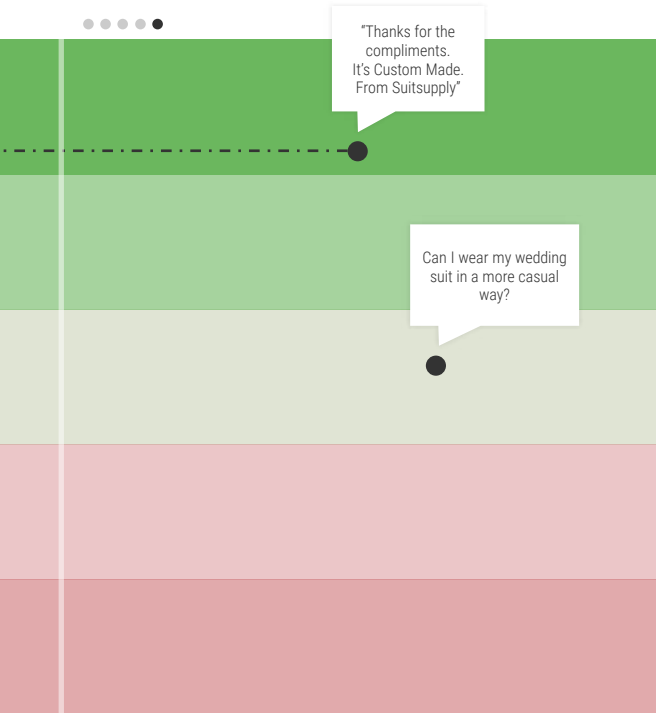 “Thanks for the
compliments.
It's Custom Made.
From Suitsupply”
Can I wear my wedding
suit in a more casual
way?